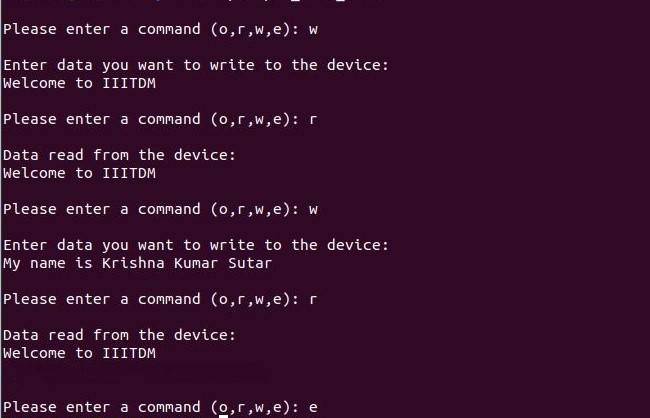 Please enter a command (o,r,w,e): w
Enter data you want to write to the device:
Welcome to IIITDM
Please enter a command (o,r,w,e): r
Data read from the device:
Welcome to IIITDM
Please enter a command (o,r,w,e): w
Enter data you want to write to the device:
My name is Krishna Kumar Sutar
Please enter a command (o,r,w,e): r
Data read from the device:
Welcome to IIITDM
Please enter a command (o,r,w,e): e